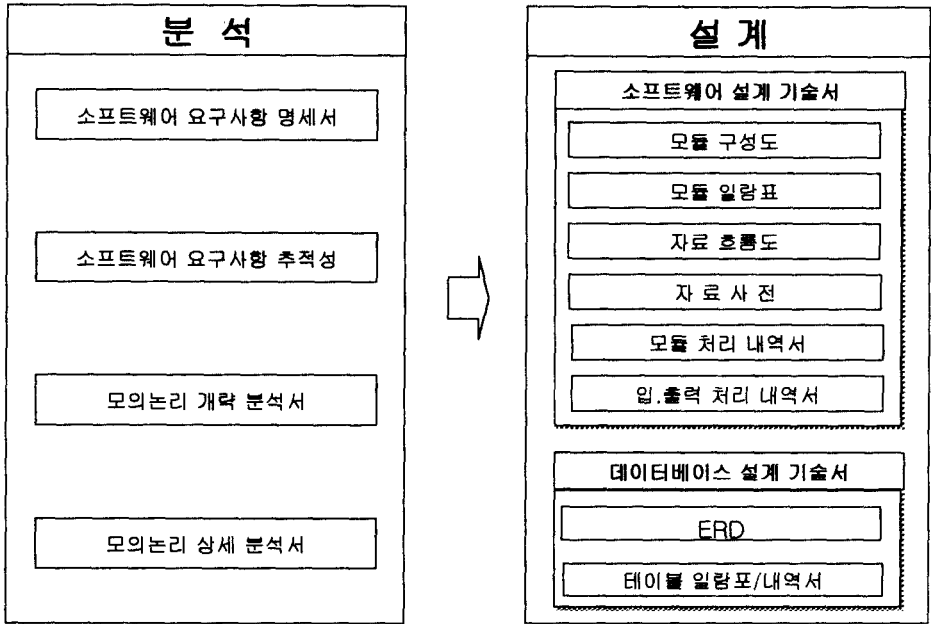 분 석
소프트웨어 요구사항 명세서
소프트웨어 요구사항 추적성
모의논리 개략 분석서
모의논리 상세 분석서
설 계
소프트웨어 설계 기술서
모듈 구성도
모듈 일람표
자료 흐름도
자 료 사 전
모듈 처리 내역서
입.출력 처리 내역서
데이터베이스 설계 기술서
ERD
테이블 일람포/내역서